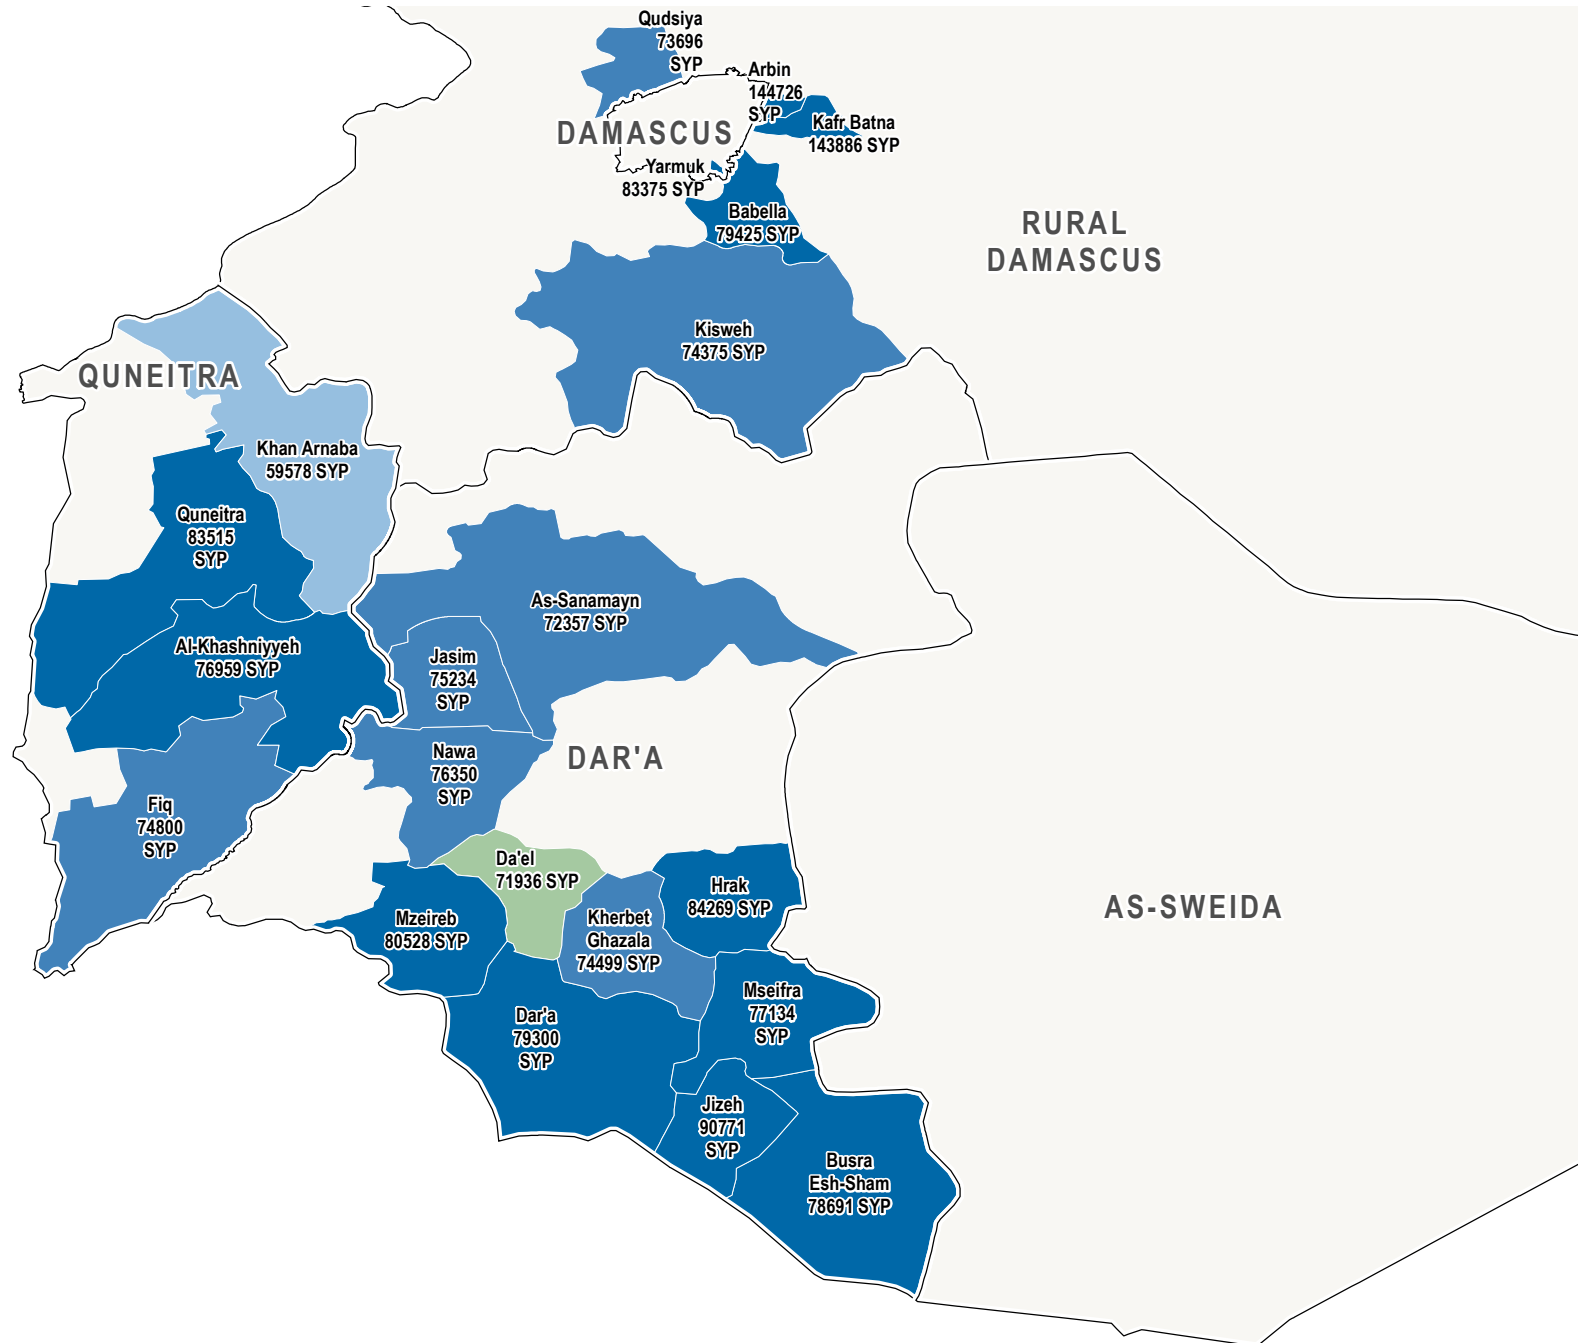 Qudsiya
73696
SYP
Arbin
144726
SYP
Kafr Batna
143886 SYP
DAMASCUS
Yarmuk
83375 SYP
Babella
79425 SYP
RURAL
DAMASCUS
Kisweh
74375 SYP
QUNEITRA
Khan Arnaba
59578 SYP
Quneitra
83515
SYP
As-Sanamayn
72357 SYP
Al-Khashniyyeh
76959 SYP
Jasim
75234
SYP
Nawa
76350
SYP
DAR'A
Fiq
74800
SYP
Da'el
71936 SYP
Hrak
84269 SYP
AS-SWEIDA
Mzeireb
80528 SYP
Kherbet
Ghazala
74499 SYP
Mseifra
77134
SYP
Dar'a
79300
SYP
Jizeh
90771
SYP
Busra
Esh-Sham
78691 SYP